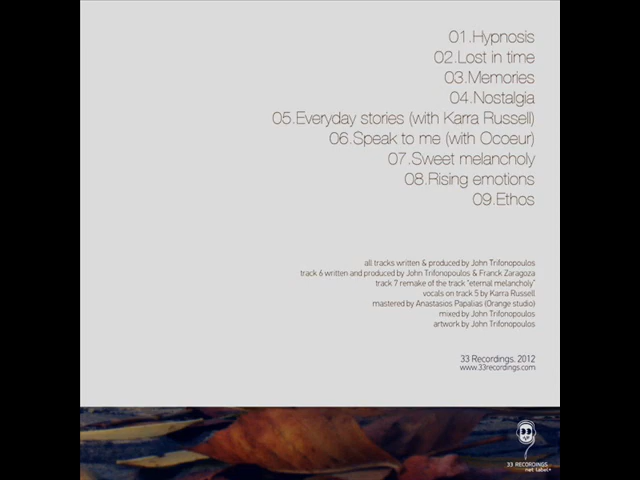 01.Hypnosis
02.Lost in time
03.Memories
04.Nostalgia
05.Everyday stories (with Karra Russell)
06.Speak to me (with Ocoeur)
07.Sweet melancholy
08.Rising emotions
09.Ethos
all tracks written & produced by John Trifonopoulos
track 6 written and produced by John Trifonopoulos & Franck Zaragoza
track 7 remake of the track "eternal melancholy"
vocals on track 5 by Karra Russell
mastered by Anastasios Papalias (Orange studio)
mixed by John Trifonopoulos
artwork by John Trifonopoulos
33 Recordings. 2012
www.33recordings.com
33
33 RECORDINGS
net label+